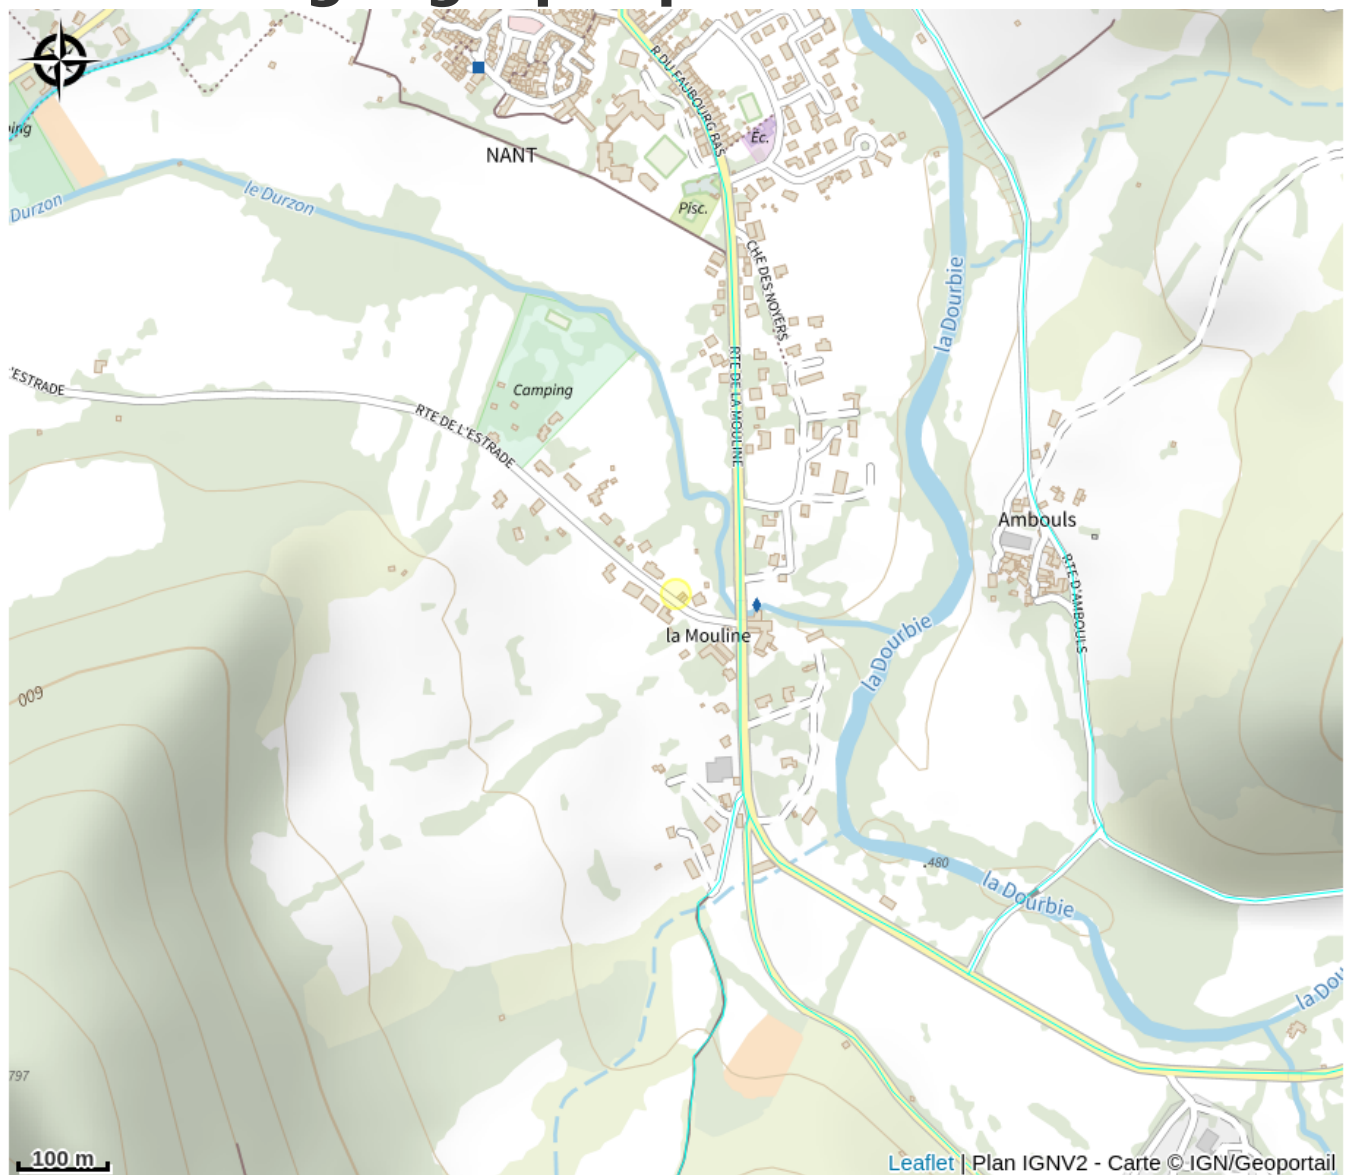 R DU FAUBOURG BAS
Éc.
NANT
le Durzon
Durzon
Pisc.
CHE DES NOYERS
la Dourbie
RTE DE LA MOULINE
'ESTRADE
Camping
RTE DE L'ESTRADE
Ambouls
RTE D'AMBOULS
la Mouline
la Dourbie
600
480
la Dourbie
la Dou
797
100 m
Leaflet | Plan IGNV2 - Carte © IGN/Geoportail